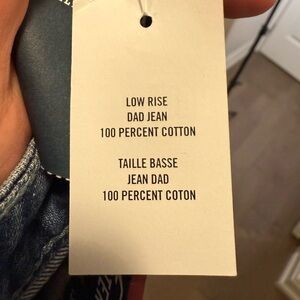 LOW RISE
DAD JEAN
100 PERCENT COTTON
TAILLE BASSE
JEAN DAD
100 PERCENT COTON